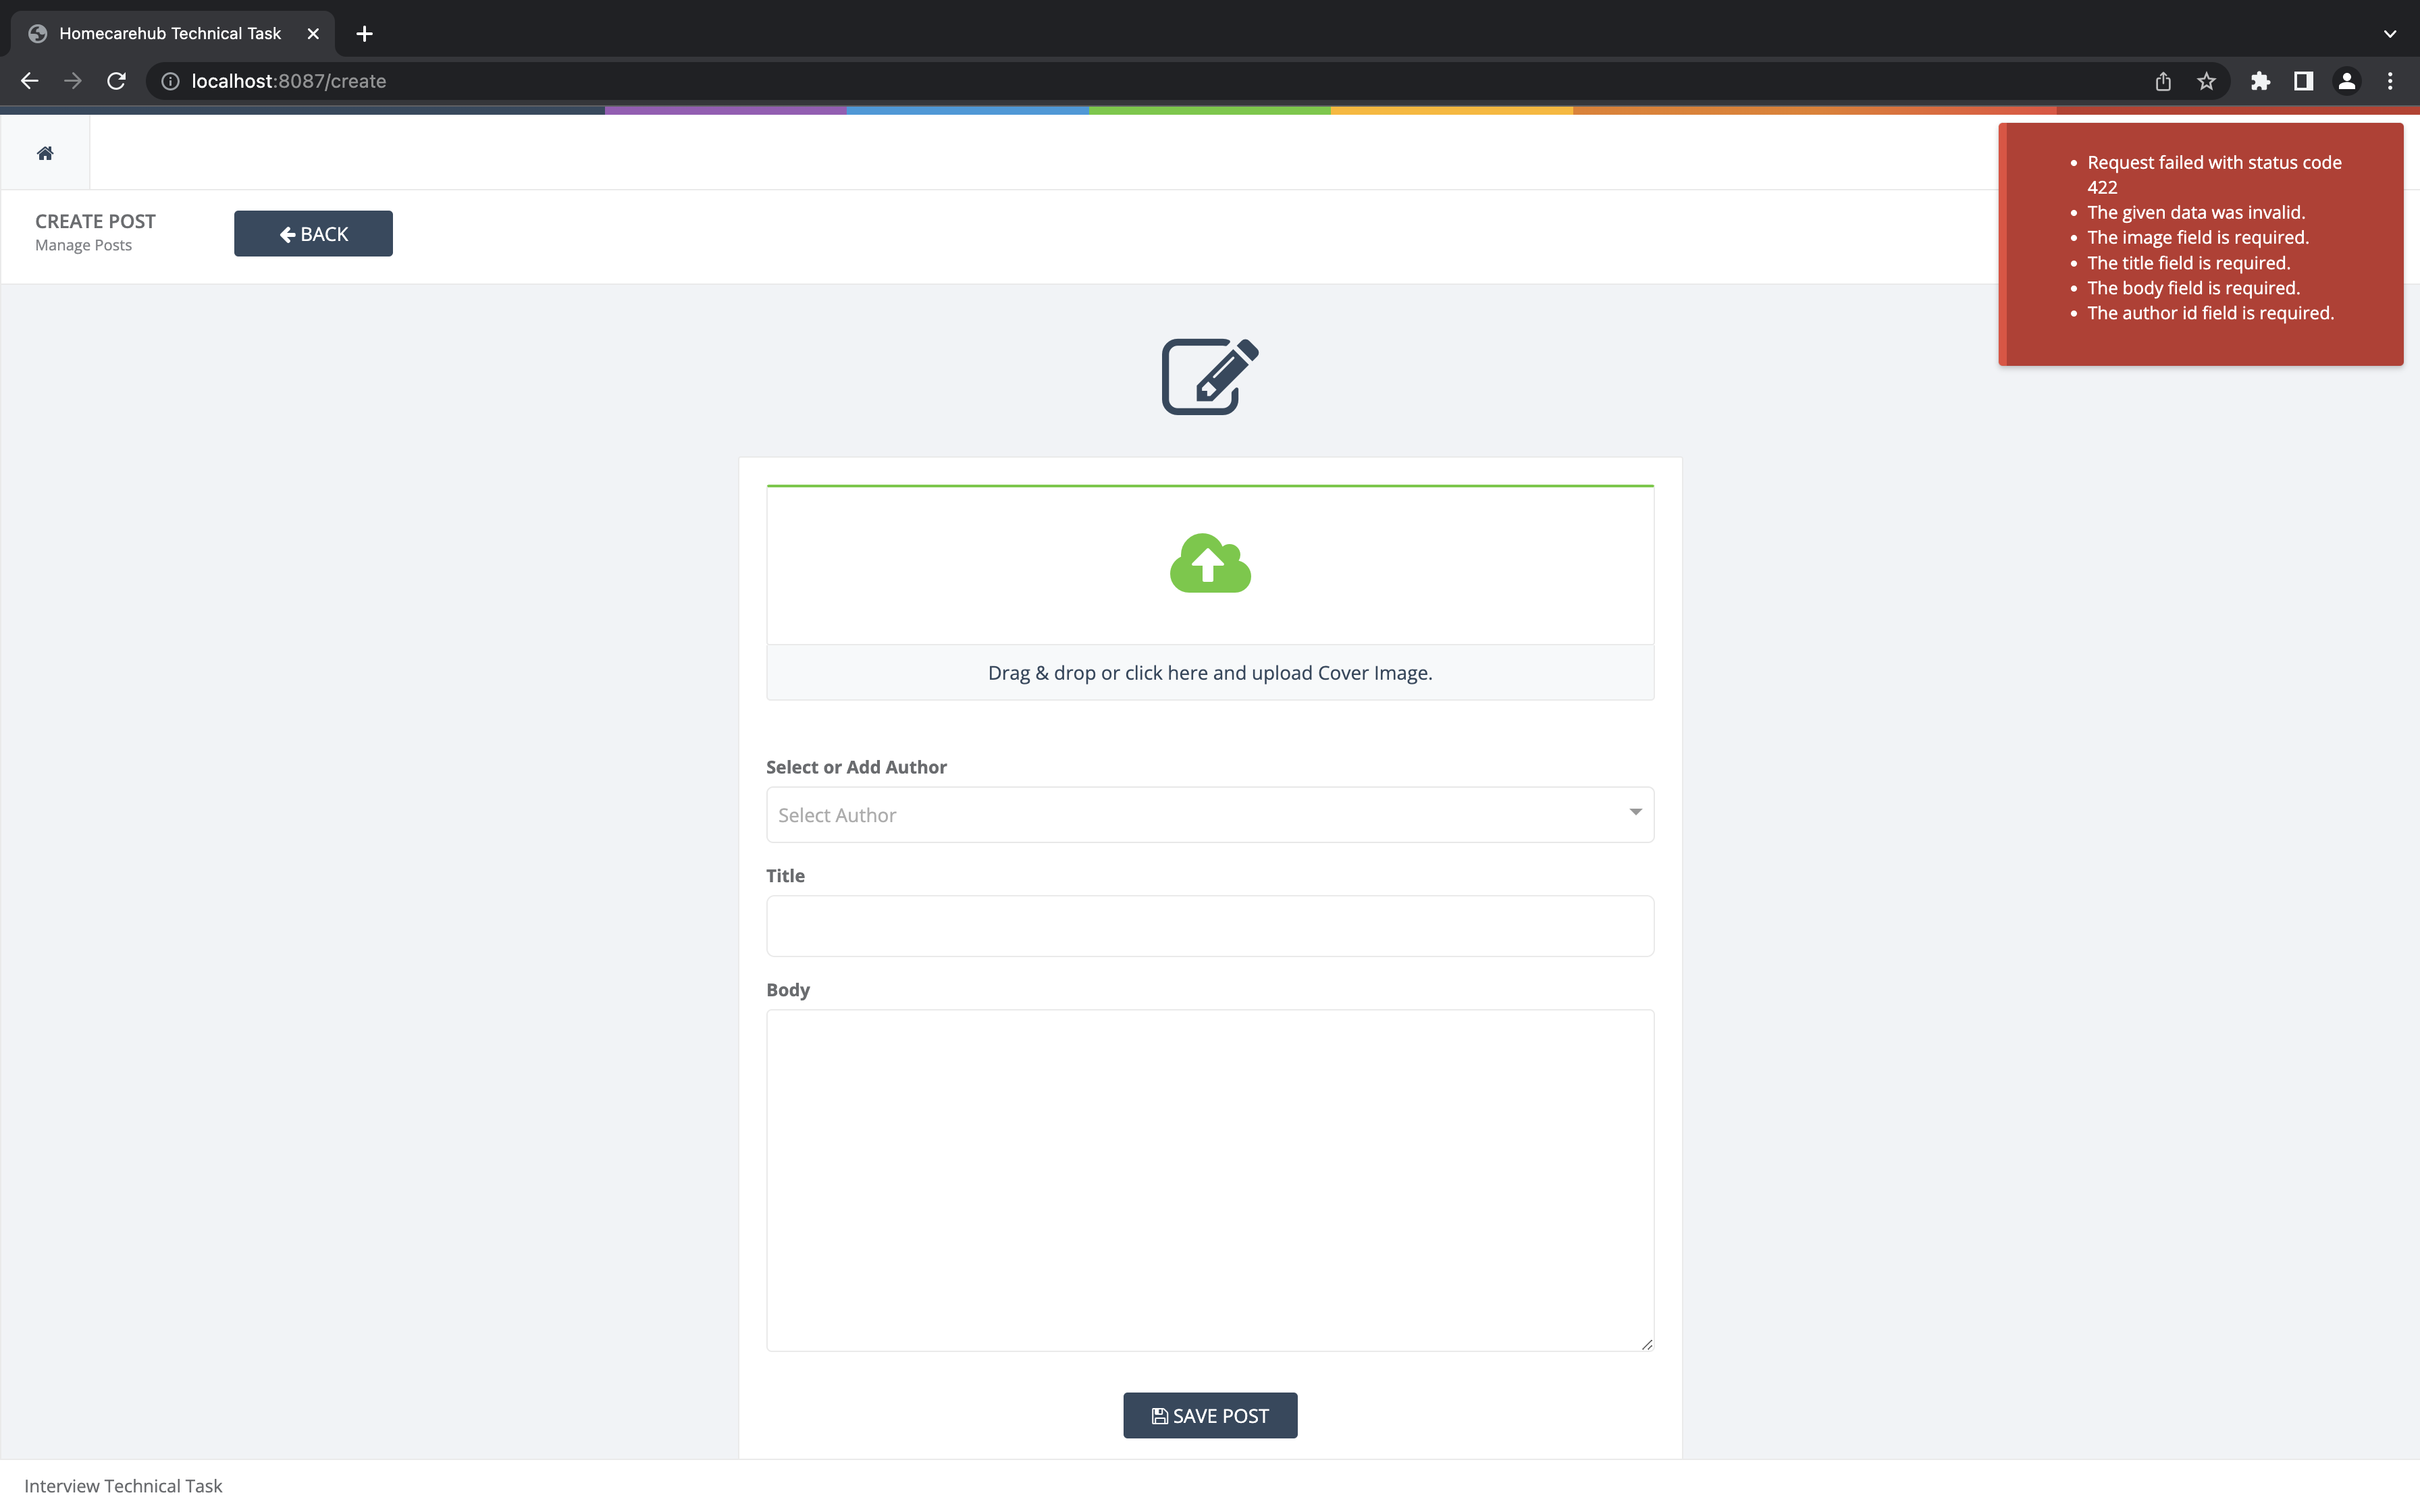 Homecarehub Technical Task
localhost:8087/create
Request failed with status code
422
The given data was invalid.
The image field is required.
The title field is required.
The body field is required.
The author id field is required.
CREATE POST
Manage Posts
BACK
Drag & drop or click here and upload Cover Image.
Select or Add Author
Select Author
Title
Body
SAVE POST
Interview Technical Task